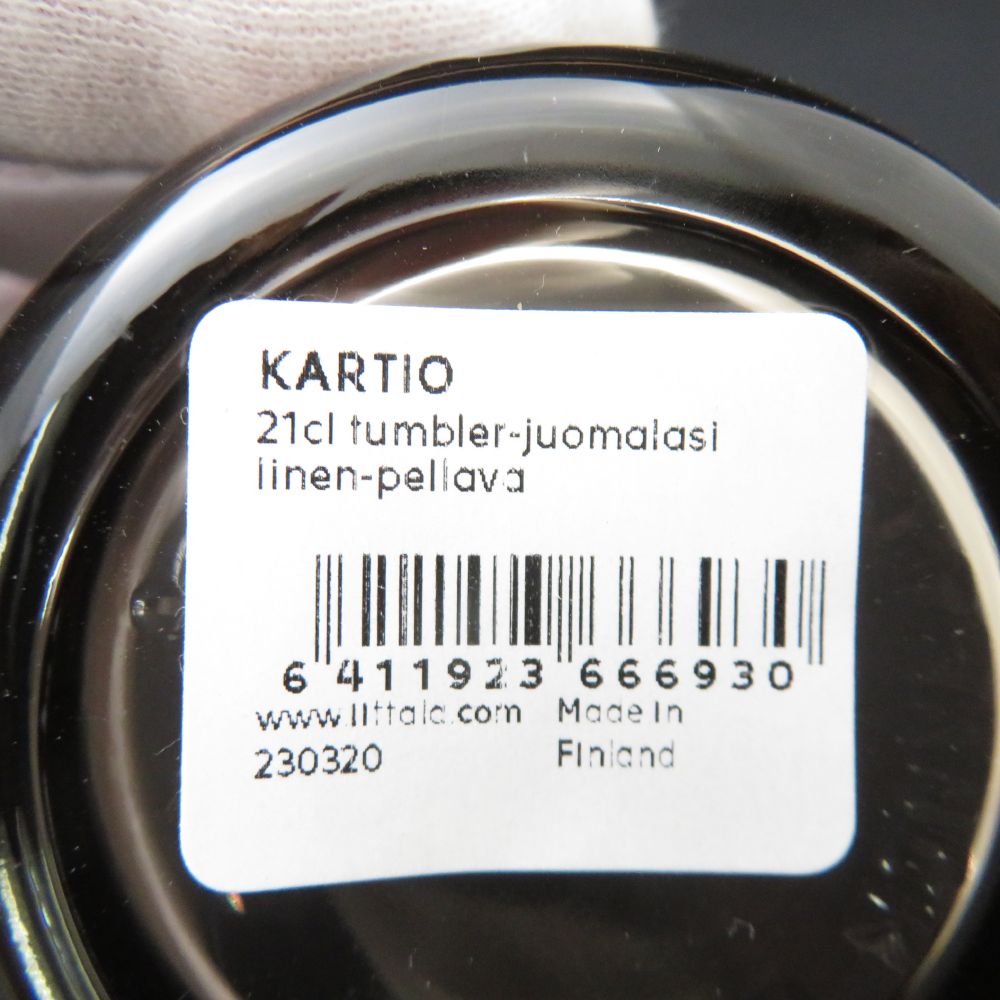 KARTIO
21cl tumbler-juomalasi
linen-pellava
6 411923 666930
www.iittala.com Made in
230320 Finland